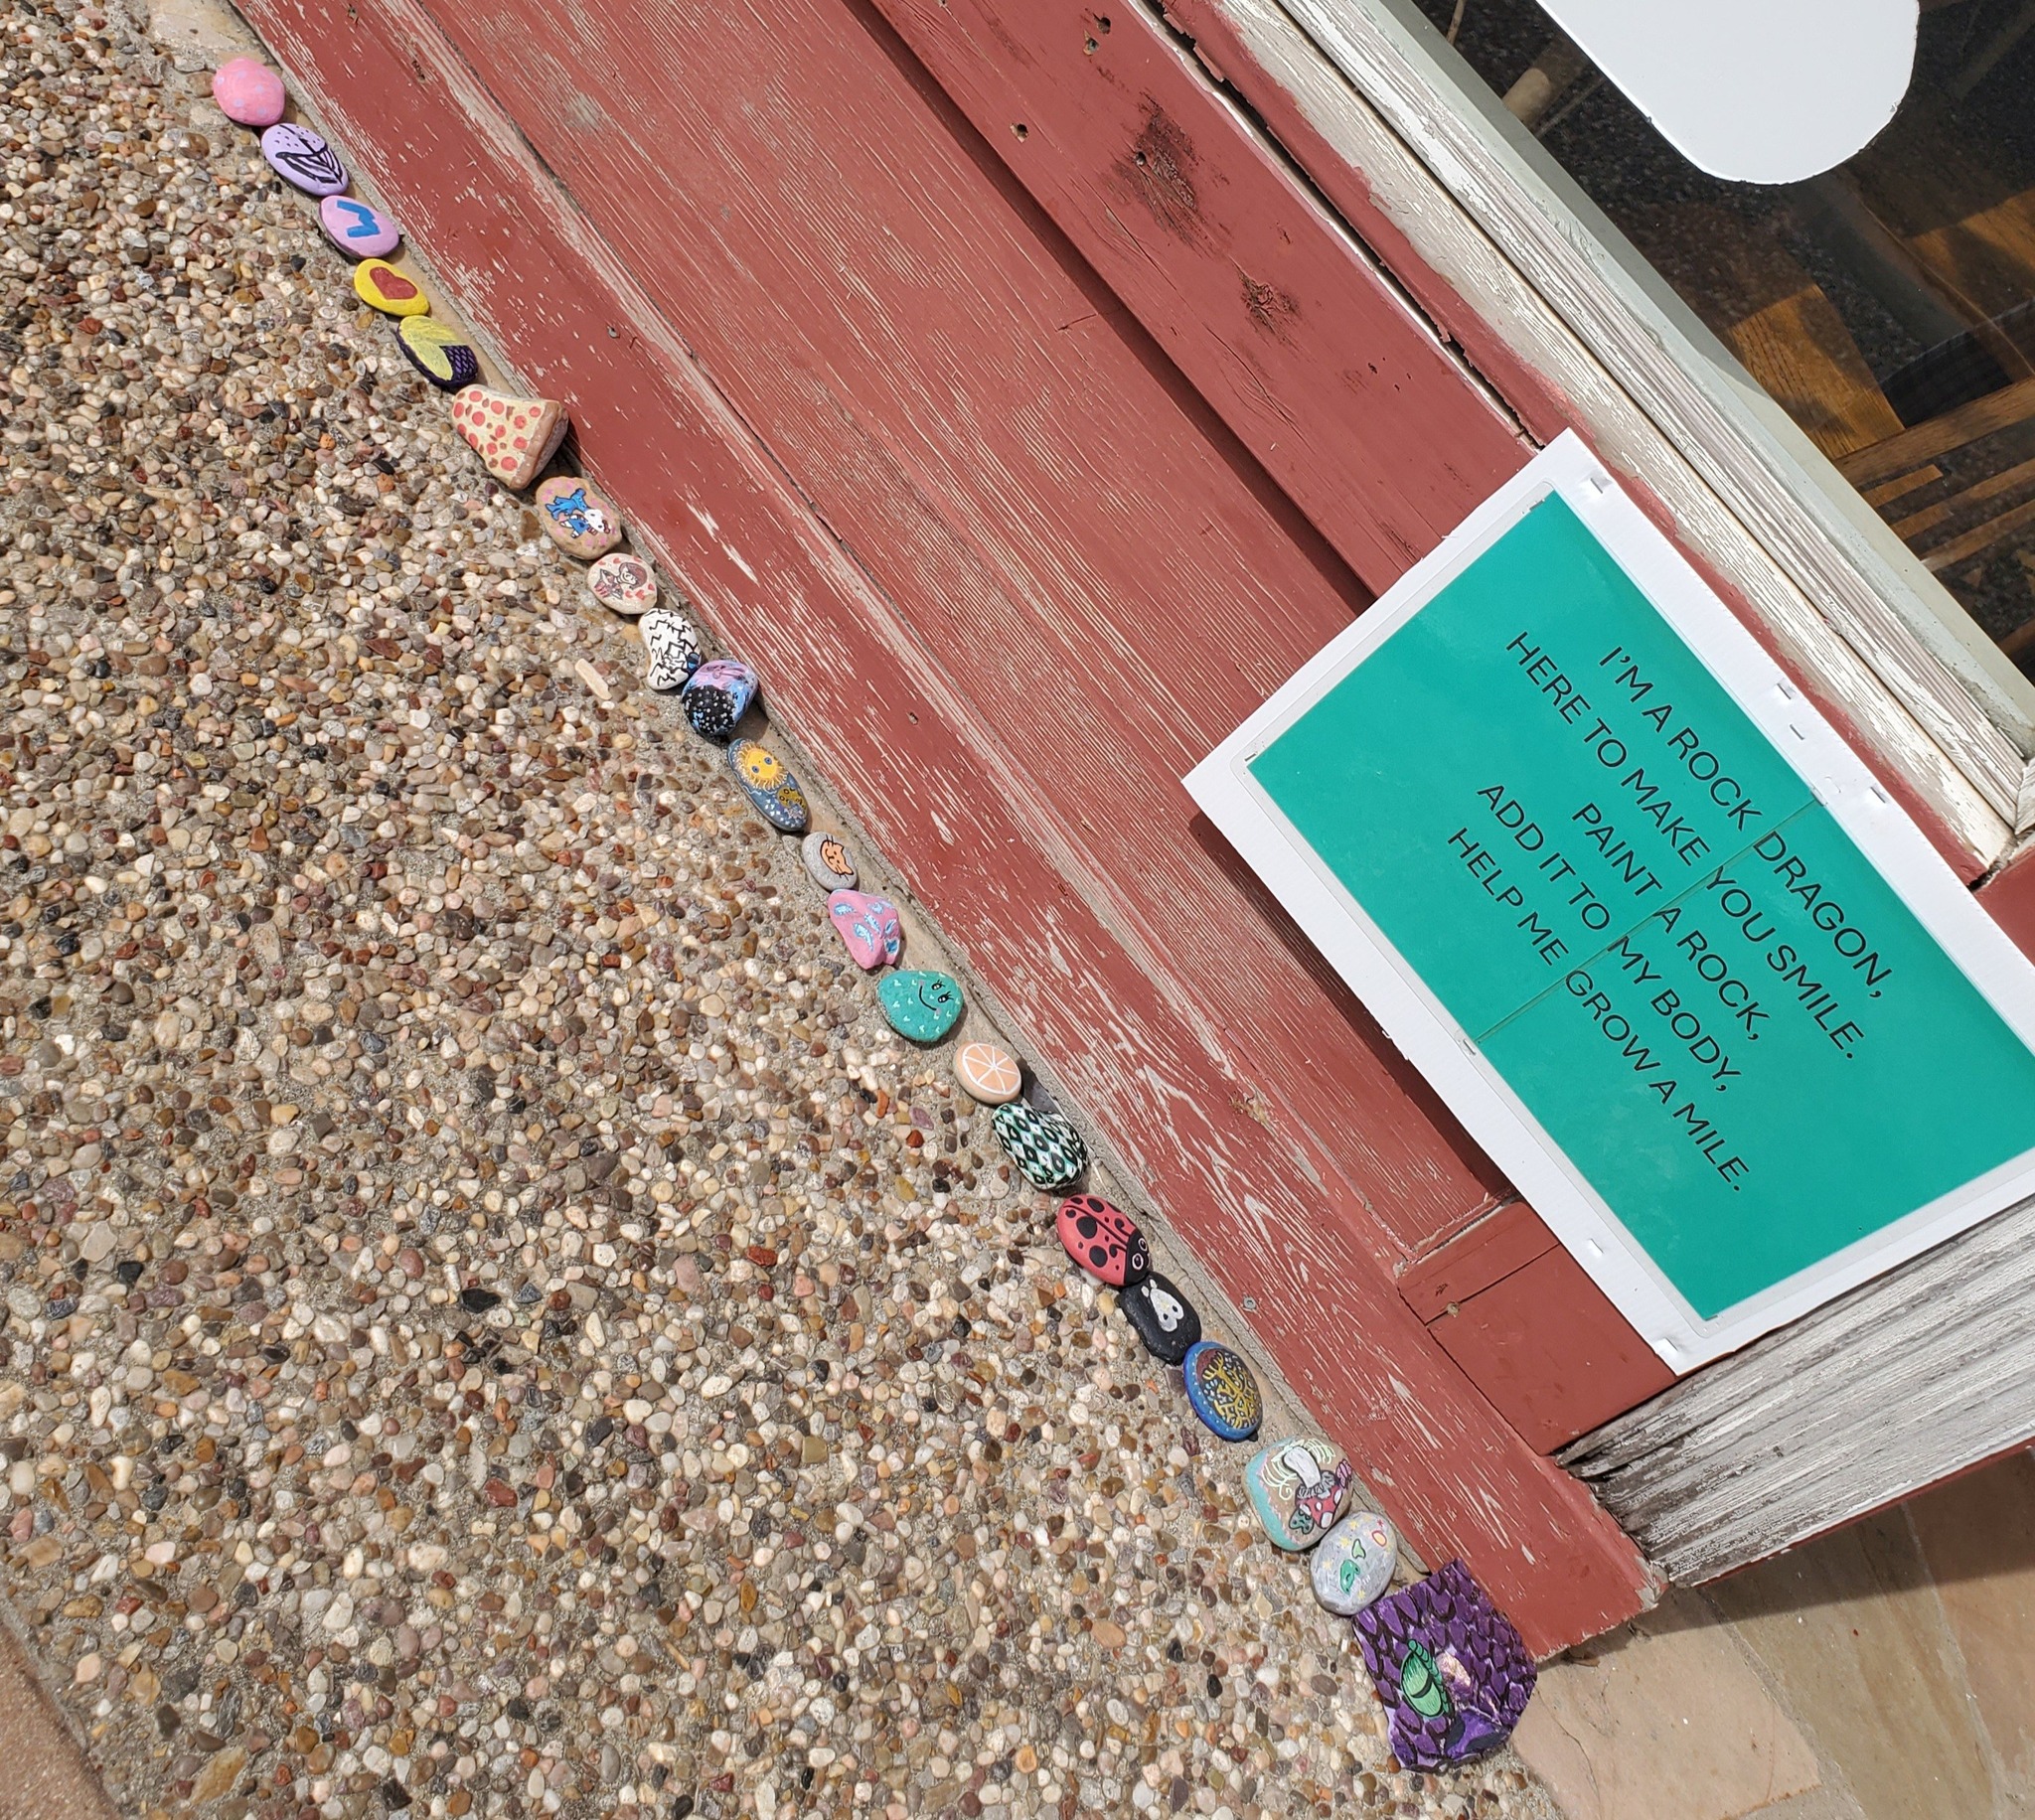 I'M A ROCK DRAGON,
HERE TO MAKE YOU SMILE.
PAINT A ROCK,
ADD IT TO MY BODY,
HELP ME GROW A MILE.